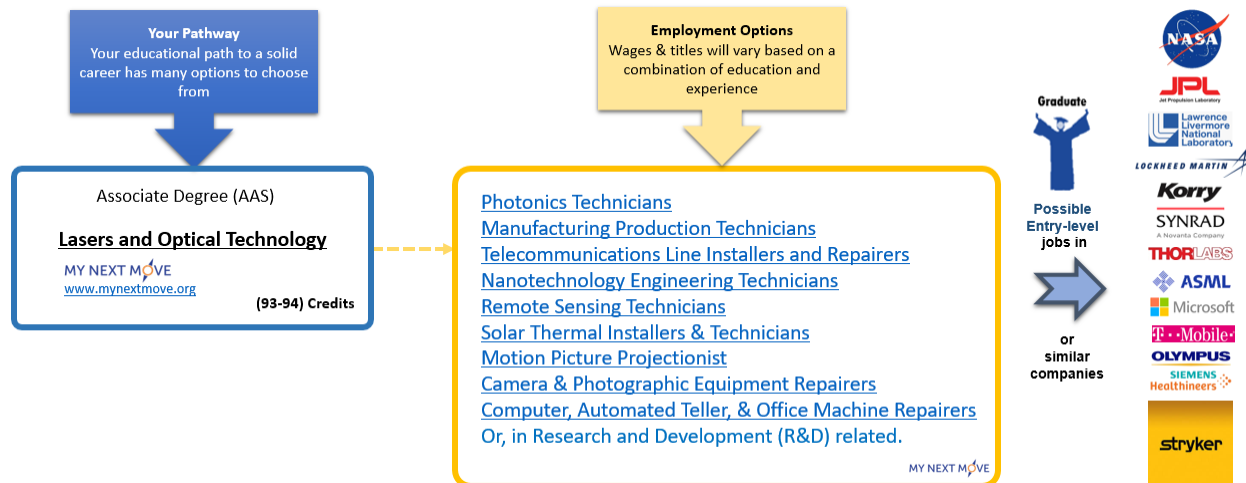 Your Pathway
Your educational path to a solid
career has many options to choose
from
Associate Degree (AAS)
Lasers and Optical Technology
MY NEXT MOVE
www.mynextmove.org
(93-94) Credits
Employment Options
Wages & titles will vary based on a
combination of education and
experience
Photonics Technicians
Manufacturing Production Technicians
Telecommunications Line Installers and Repairers
Nanotechnology Engineering Technicians
Remote Sensing Technicians
Solar Thermal Installers & Technicians
Motion Picture Projectionist
Camera & Photographic Equipment Repairers
Computer, Automated Teller, & Office Machine Repairers
Or, in Research and Development (R&D) related.
MY NEXT MOVE
Graduate
Possible
Entry-level
jobs in
or
similar
companies
NASA
JPL
Jet Propulsion Laboratory
Lawrence
Livermore
National
Laboratory
LOCKHEED MARTIN
Korry
SYNRAD
A Novanta Company
THORLABS
ASML
Microsoft
T··Mobile·
OLYMPUS
SIEMENS
Healthineers
stryker